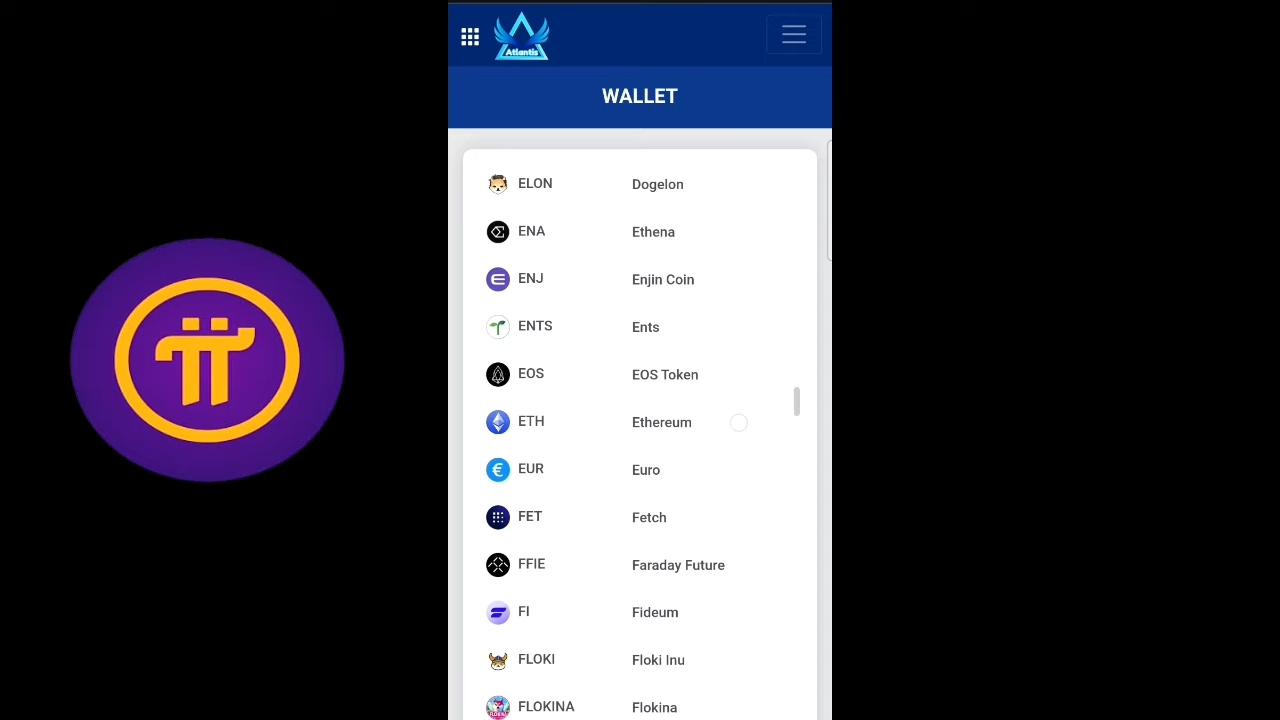 Atlantis
WALLET
ELON Dogelon
ENA Ethena
ENJ Enjin Coin
ENTS Ents
EOS EOS Token
ETH Ethereum
EUR Euro
FET Fetch
FFIE Faraday Future
FI Fideum
FLOKI Floki Inu
FLOKINA Flokina